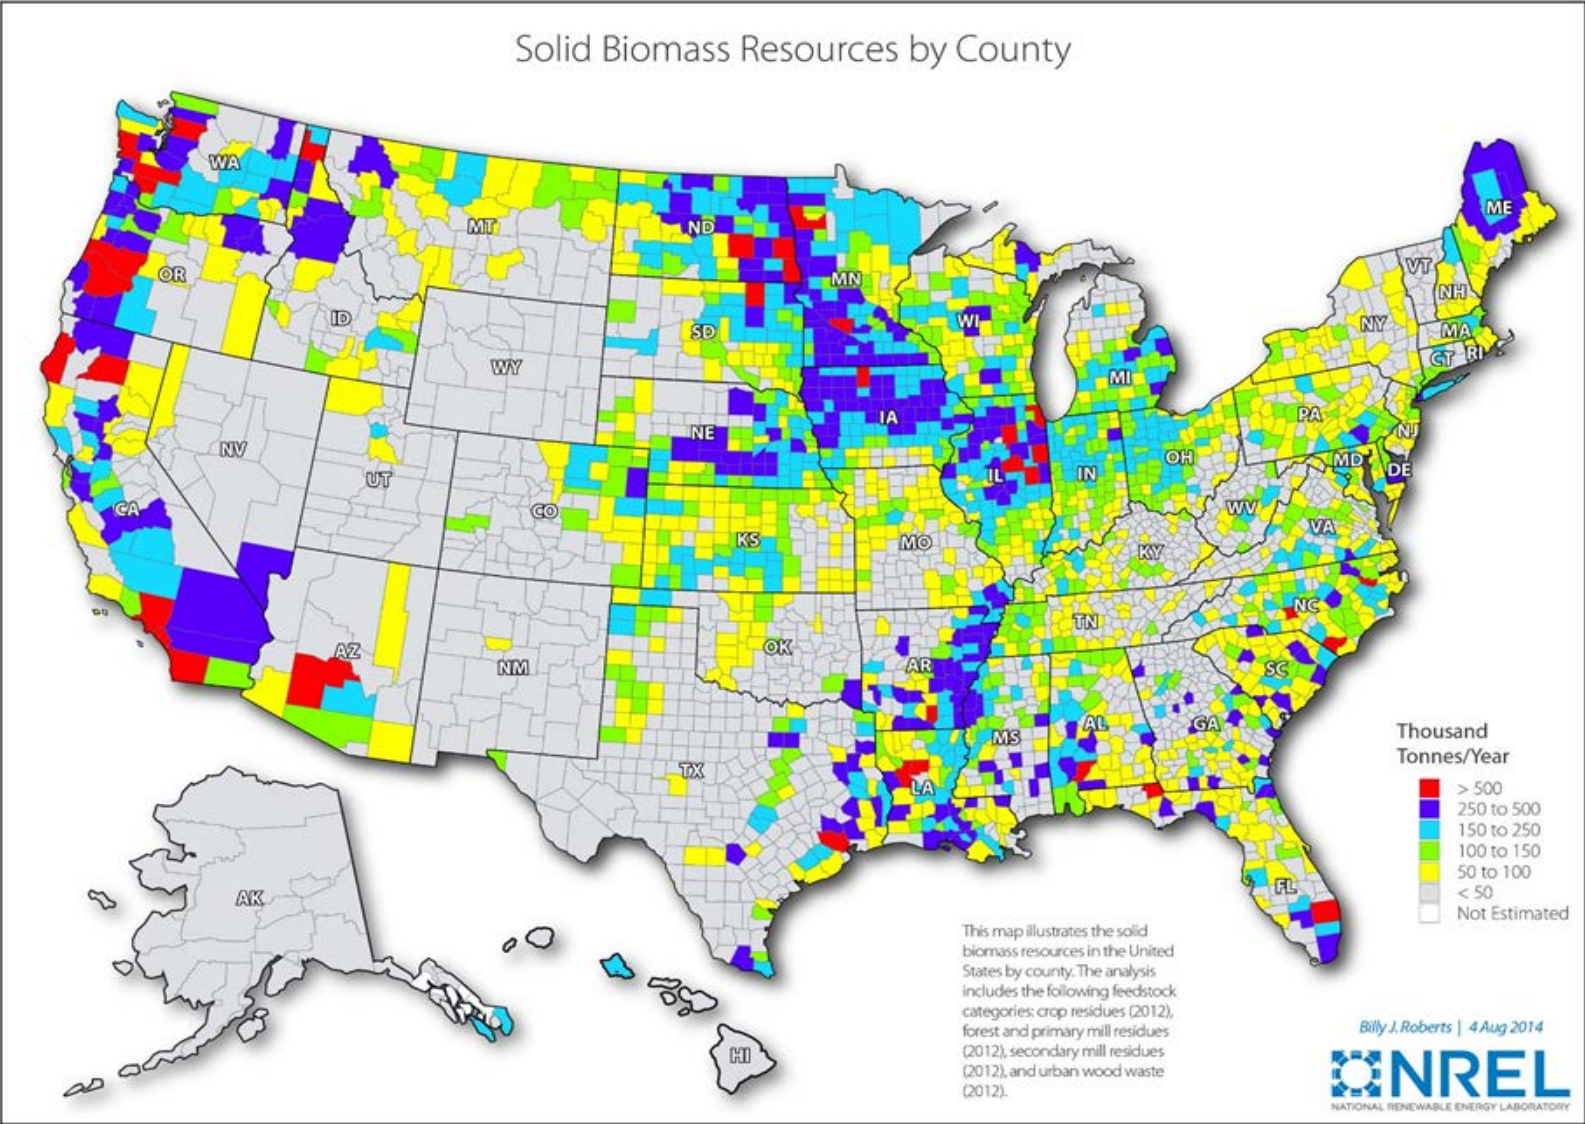 Solid Biomass Resources by County
WA
MT
ND
ME
OR
MN
VT
ID
SD
WI
NH
NY
MA
WY
MI
CT
RI
IA
NV
NE
PA
NJ
UT
IL
IN
OH
MD
DE
CA
CO
WV
KS
MO
VA
KY
NC
AZ
OK
TN
NM
AR
SC
MS
AL
GA
TX
LA
AK
FL
HI
Thousand
Tonnes/Year
> 500
250 to 500
150 to 250
100 to 150
50 to 100
< 50
Not Estimated
This map illustrates the solid
biomass resources in the United
States by county. The analysis
includes the following feedstock
categories: crop residues (2012),
forest and primary mill residues
(2012), secondary mill residues
(2012), and urban wood waste
(2012).
Billy J. Roberts | 4 Aug 2014
NREL
NATIONAL RENEWABLE ENERGY LABORATORY